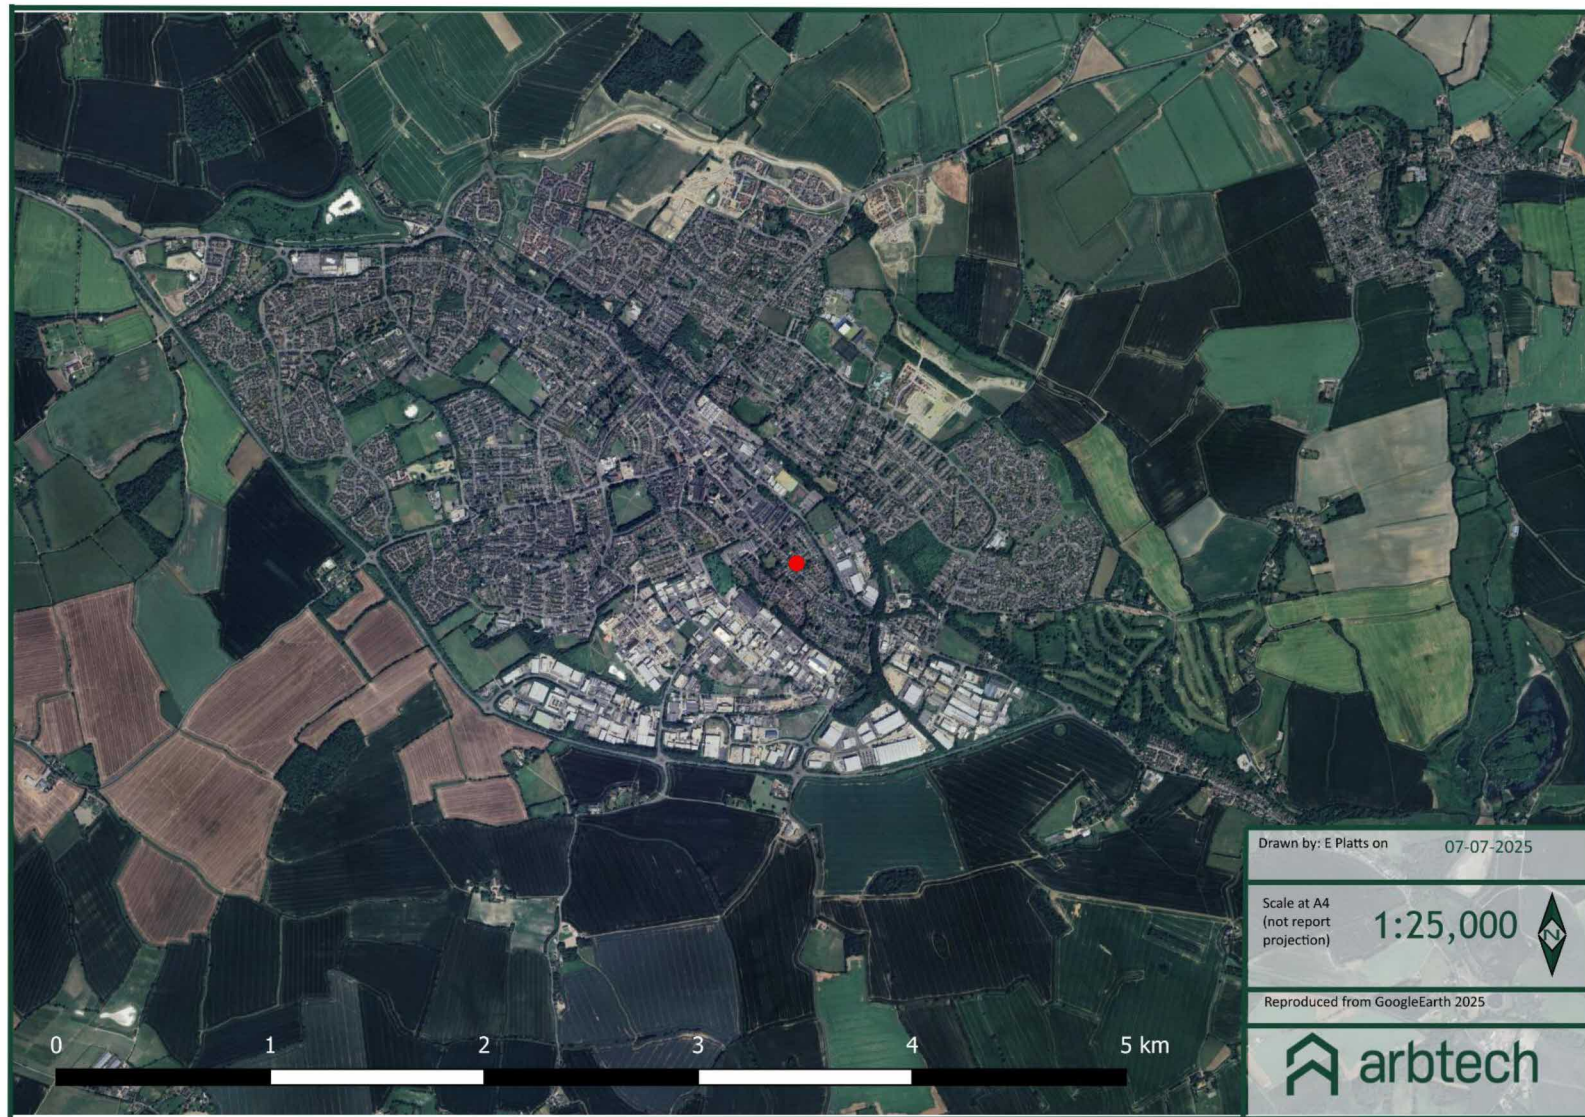 Drawn by: E Platts on 07-07-2025
Scale at A4
(not report
projection)
1:25,000
N
Reproduced from GoogleEarth 2025
arbtech
0 1 2 3 4 5 km